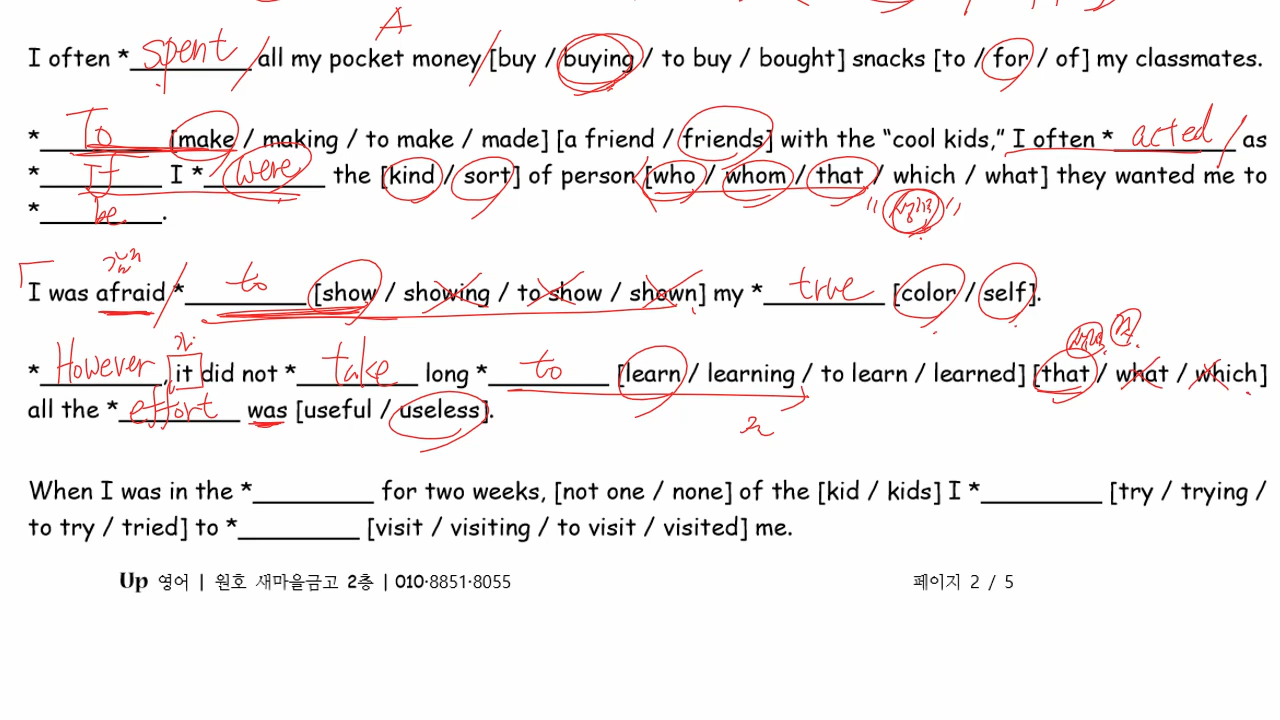 A
I often * spent all my pocket money [buy / buying / to buy / bought] snacks [to / for / of] my classmates.
* To [make / making / to make / made] [a friend / friends] with the “cool kids,” I often * acted as
* If I * were the [kind / sort] of person [who / whom / that / which / what] they wanted me to
* be.
I was afraid * to [show / showing / to show / shown] my * true [color / self].
* However, it did not * take long * to [learn / learning / to learn / learned] [that / what / which]
all the * effort was [useful / useless].
When I was in the *________ for two weeks, [not one / none] of the [kid / kids] I *________ [try / trying /
to try / tried] to *________ [visit / visiting / to visit / visited] me.
Up 영어 | 원호 새마을금고 2층 | 010·8851·8055
페이지 2 / 5